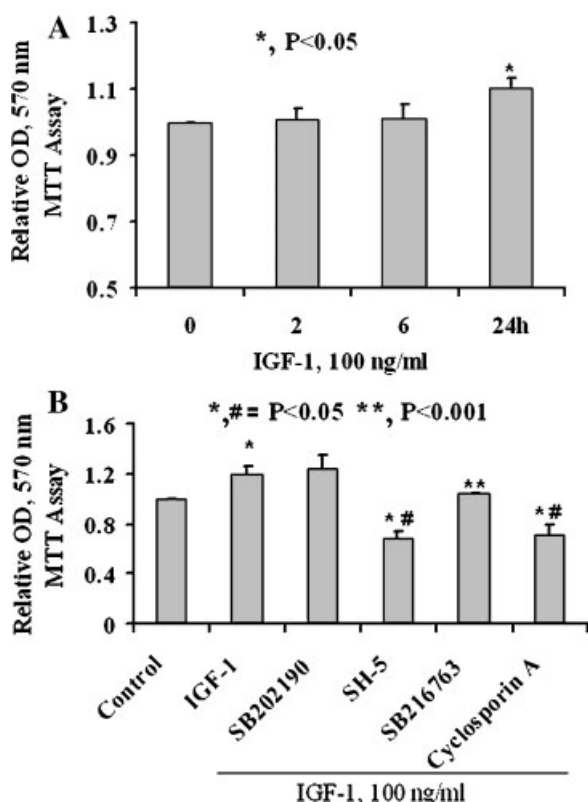 A
Relative OD, 570 nm
MTT Assay
1.3
1.1
0.9
0.7
0.5
*, P<0.05
*
0 2 6 24h
IGF-1, 100 ng/ml
B
Relative OD, 570 nm
MTT Assay
1.6
1.2
0.8
0.4
0
*,#= P<0.05 **, P<0.001
*
*#
**
*#
Control
IGF-1
SB202190
SH-5
SB216763
Cyclosporin A
IGF-1, 100 ng/ml